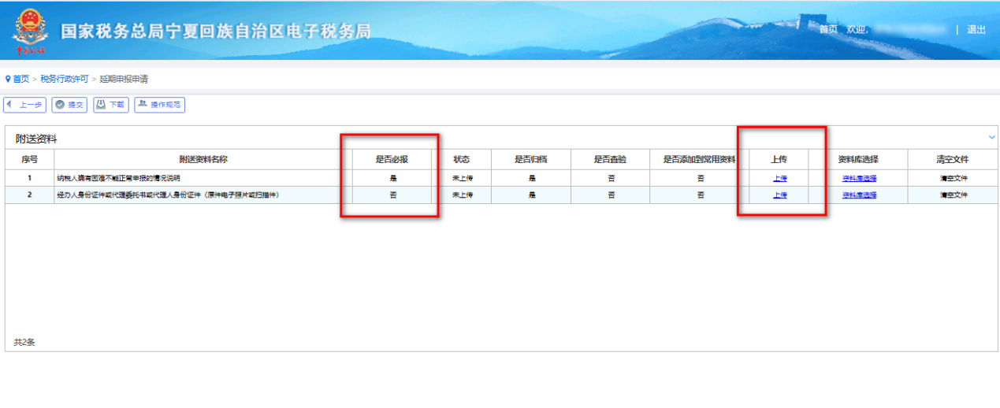 国家税务总局宁夏回族自治区电子税务局
首页 欢迎, | 退出
中国税务
首页 > 税务行政许可 > 延期申报申请
上一步 提交 下载 操作规范
附送资料
序号 附送资料名称 是否必报 状态 是否归档 是否查验 是否添加到常用资料 上传 资料库选择 清空文件
1 纳税人确有困难不能正常申报的情况说明 是 未上传 是 否 否 上传 资料库选择 清空文件
2 经办人身份证件或代理委托书或代理人身份证件（原件电子照片或扫描件） 否 未上传 是 否 否 上传 资料库选择 清空文件
共2条